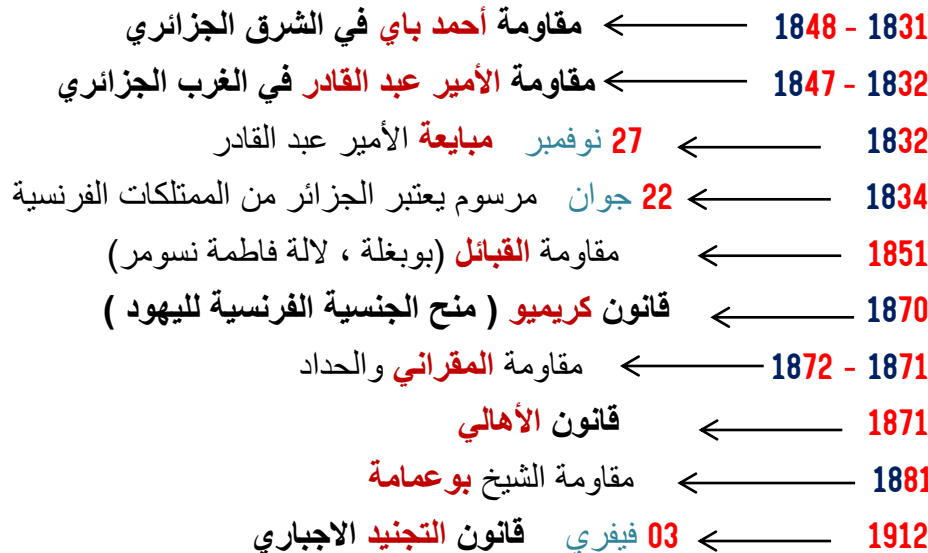 1831 - 1848 مقاومة أحمد باي في الشرق الجزائري
1832 - 1847 مقاومة الأمير عبد القادر في الغرب الجزائري
1832 27 نوفمبر مبايعة الأمير عبد القادر
1834 22 جوان مرسوم يعتبر الجزائر من الممتلكات الفرنسية
1851 مقاومة القبائل (بوبغلة ، لالة فاطمة نسومر)
1870 قانون كريميو ( منح الجنسية الفرنسية لليهود )
1871 - 1872 مقاومة المقراني والحداد
1871 قانون الأهالي
1881 مقاومة الشيخ بوعمامة
1912 03 فيفري قانون التجنيد الاجباري